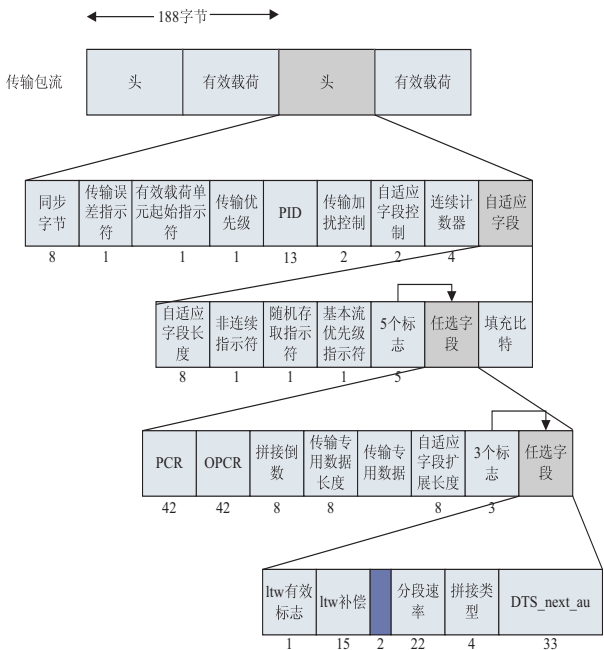 188字节
传输包流
头
有效载荷
头
有效载荷
同步
字节
传输误
差指示
符
有效载荷单
元起始指示
符
传输优
先级
PID
传输加
扰控制
自适应
字段控
制
连续计
数器
自适应
字段
8
1
1
1
13
2
2
4
自适应
字段长
度
非连续
指示符
随机存
取指示
符
基本流
优先级
指示符
5个标
志
任选字
段
填充比
特
8
1
1
1
5
PCR
OPCR
拼接倒
数
传输专
用数据
长度
传输专
用数据
自适应
字段扩
展长度
3个标
志
任选字
段
42
42
8
8
8
3
ltw有效
标志
ltw补偿
分段速
率
拼接类
型
DTS_next_au
1
15
2
22
4
33